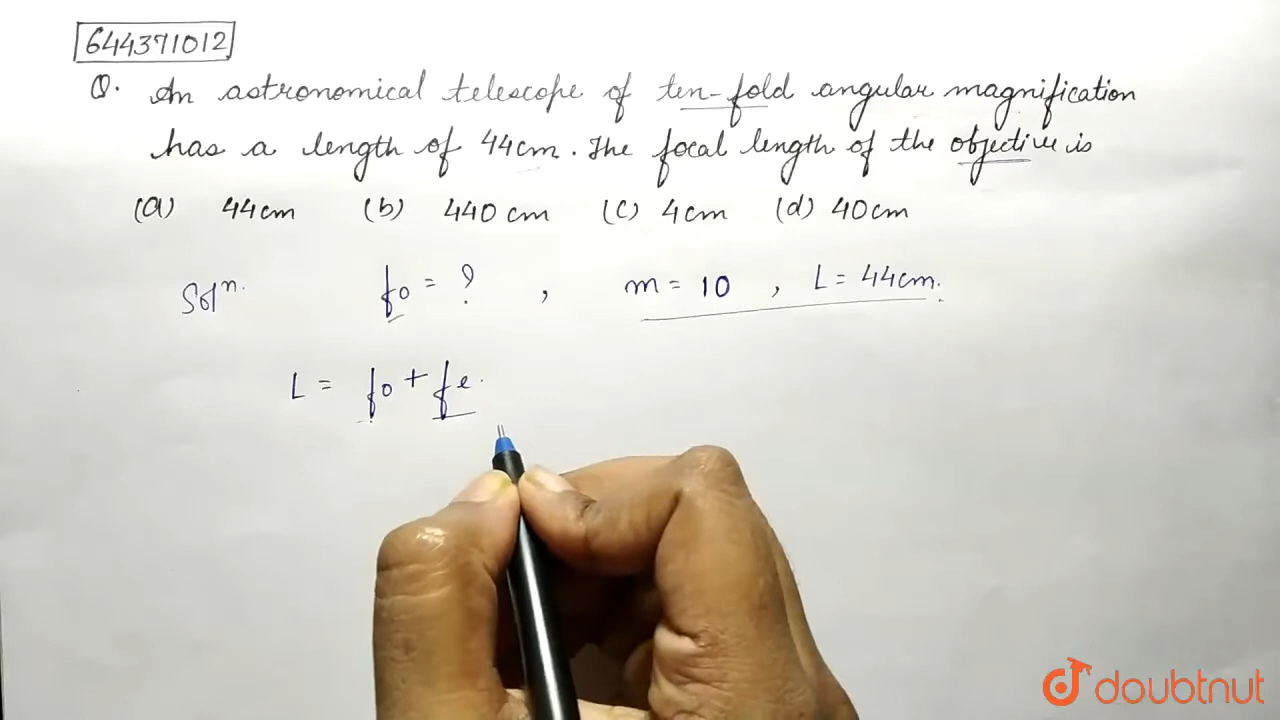 644371012
Q. An astronomical telescope of ten-fold angular magnification
has a length of 44cm. The focal length of the objective is
(a) 44cm (b) 440 cm (c) 4cm (d) 40cm
Solⁿ. fo = ? , m = 10 , L = 44cm.
L = fo + fe.
doubtnut